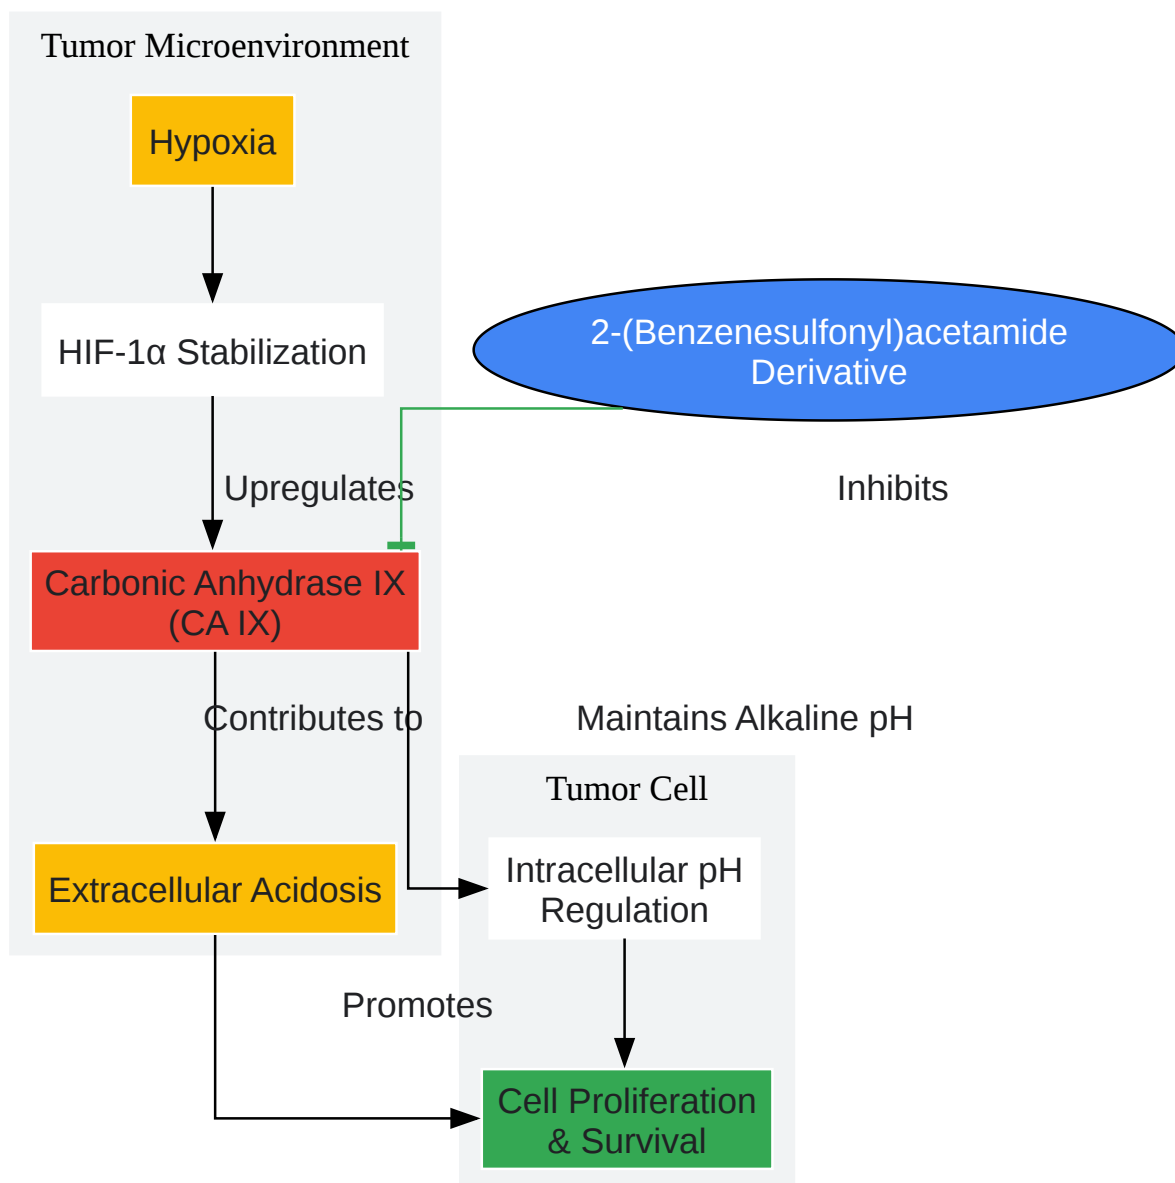 Tumor Microenvironment
Hypoxia
HIF-1α Stabilization
2-(Benzenesulfonyl)acetamide
Derivative
Upregulates
Inhibits
Carbonic Anhydrase IX
(CA IX)
Contributes to
Maintains Alkaline pH
Tumor Cell
Extracellular Acidosis
Intracellular pH
Regulation
Promotes
Cell Proliferation
& Survival